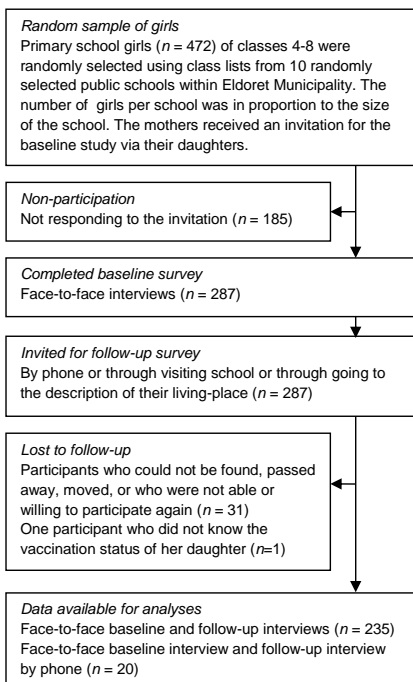 Random sample of girls
Primary school girls (n = 472) of classes 4-8 were
randomly selected using class lists from 10 randomly
selected public schools within Eldoret Municipality. The
number of girls per school was in proportion to the size
of the school. The mothers received an invitation for the
baseline study via their daughters.
Non-participation
Not responding to the invitation (n = 185)
Completed baseline survey
Face-to-face interviews (n = 287)
Invited for follow-up survey
By phone or through visiting school or through going to
the description of their living-place (n = 287)
Lost to follow-up
Participants who could not be found, passed
away, moved, or who were not able or
willing to participate again (n = 31)
One participant who did not know the
vaccination status of her daughter (n=1)
Data available for analyses
Face-to-face baseline and follow-up interviews (n = 235)
Face-to-face baseline interview and follow-up interview
by phone (n = 20)